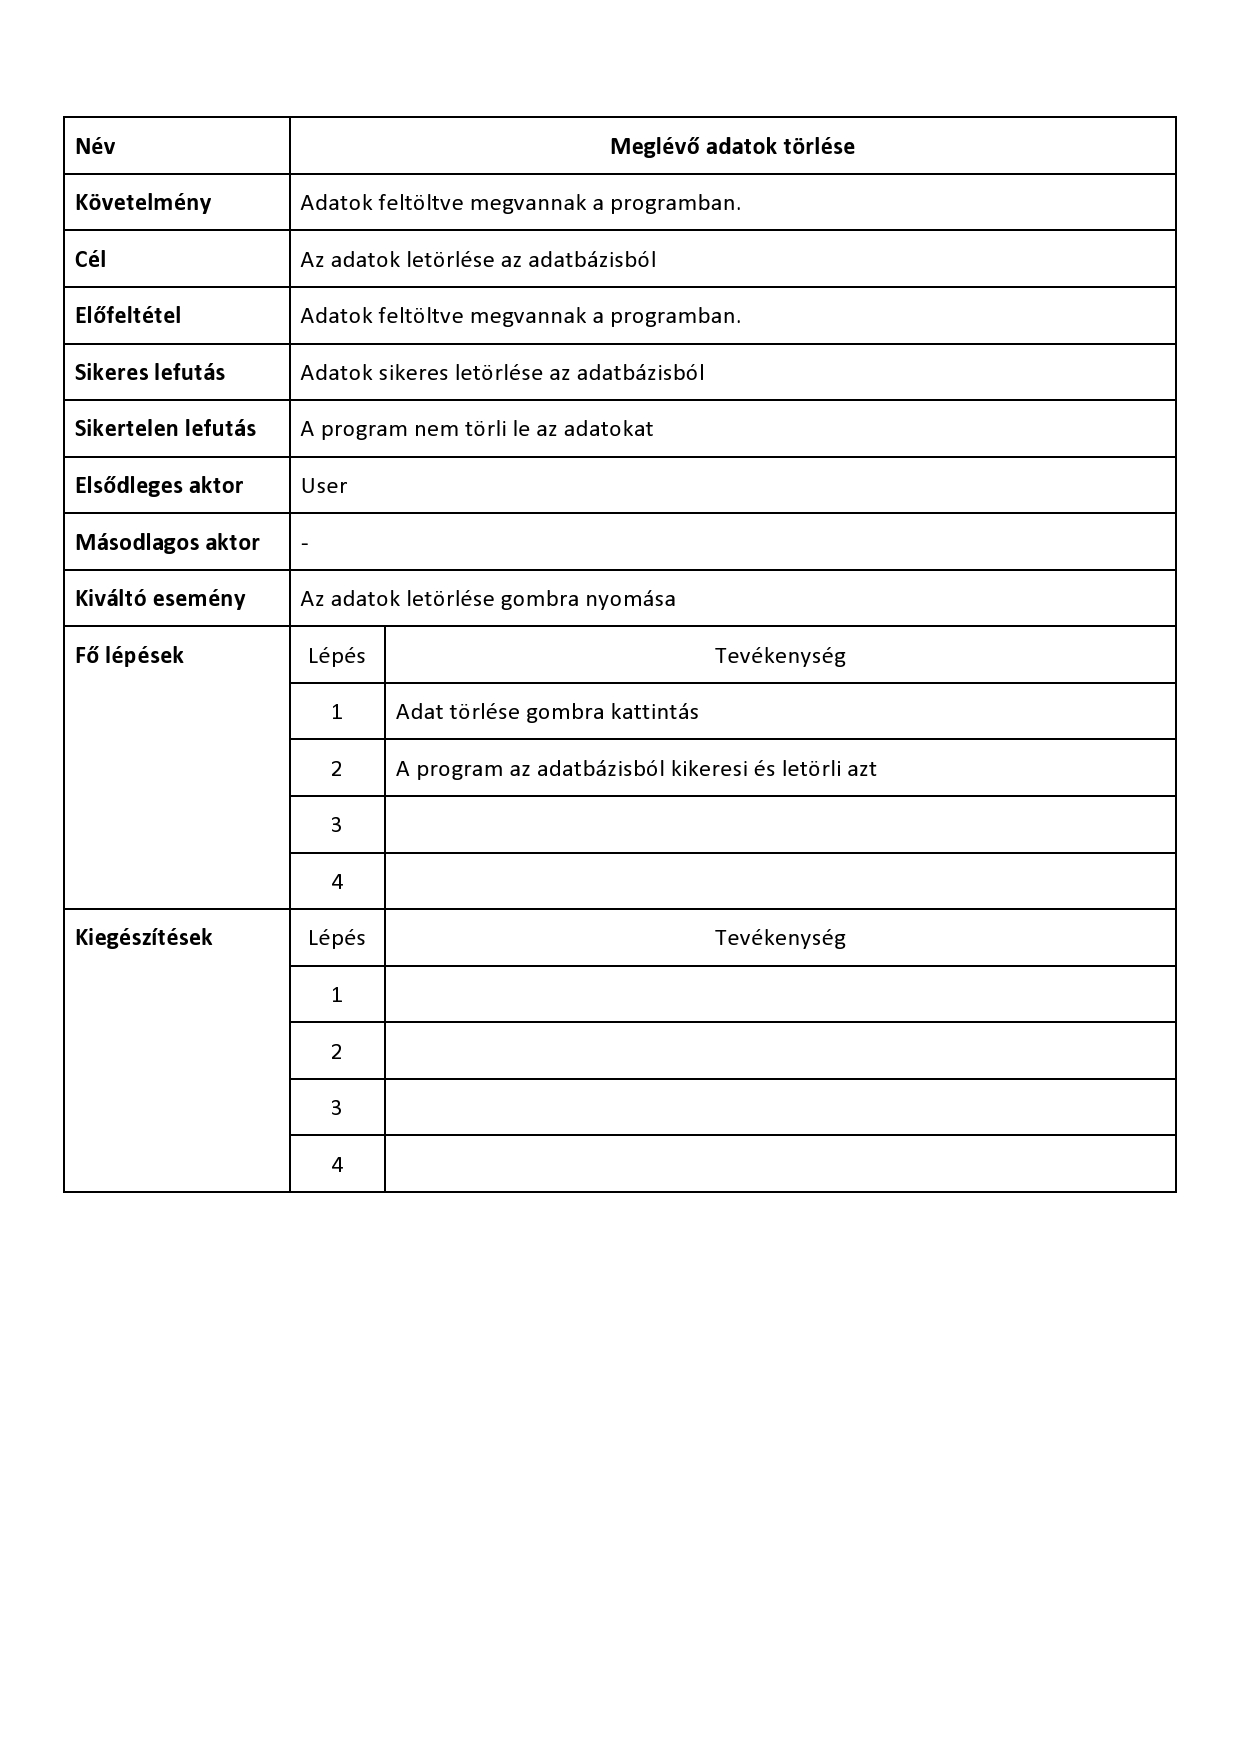 Név Meglévő adatok törlése
Követelmény Adatok feltöltve megvannak a programban.
Cél Az adatok letörlése az adatbázisból
Előfeltétel Adatok feltöltve megvannak a programban.
Sikeres lefutás Adatok sikeres letörlése az adatbázisból
Sikertelen lefutás A program nem törli le az adatokat
Elsődleges aktor User
Másodlagos aktor -
Kiváltó esemény Az adatok letörlése gombra nyomása
Fő lépések Lépés Tevékenység
1 Adat törlése gombra kattintás
2 A program az adatbázisból kikeresi és letörli azt
3
4
Kiegészítések Lépés Tevékenység
1
2
3
4